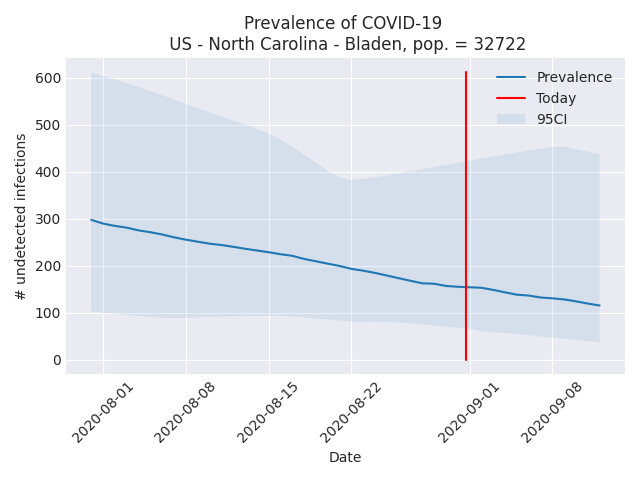 Prevalence of COVID-19
US - North Carolina - Bladen, pop. = 32722
Prevalence
Today
95CI
# undetected infections
600
500
400
300
200
100
0
2020-08-01
2020-08-08
2020-08-15
2020-08-22
2020-09-01
2020-09-08
Date